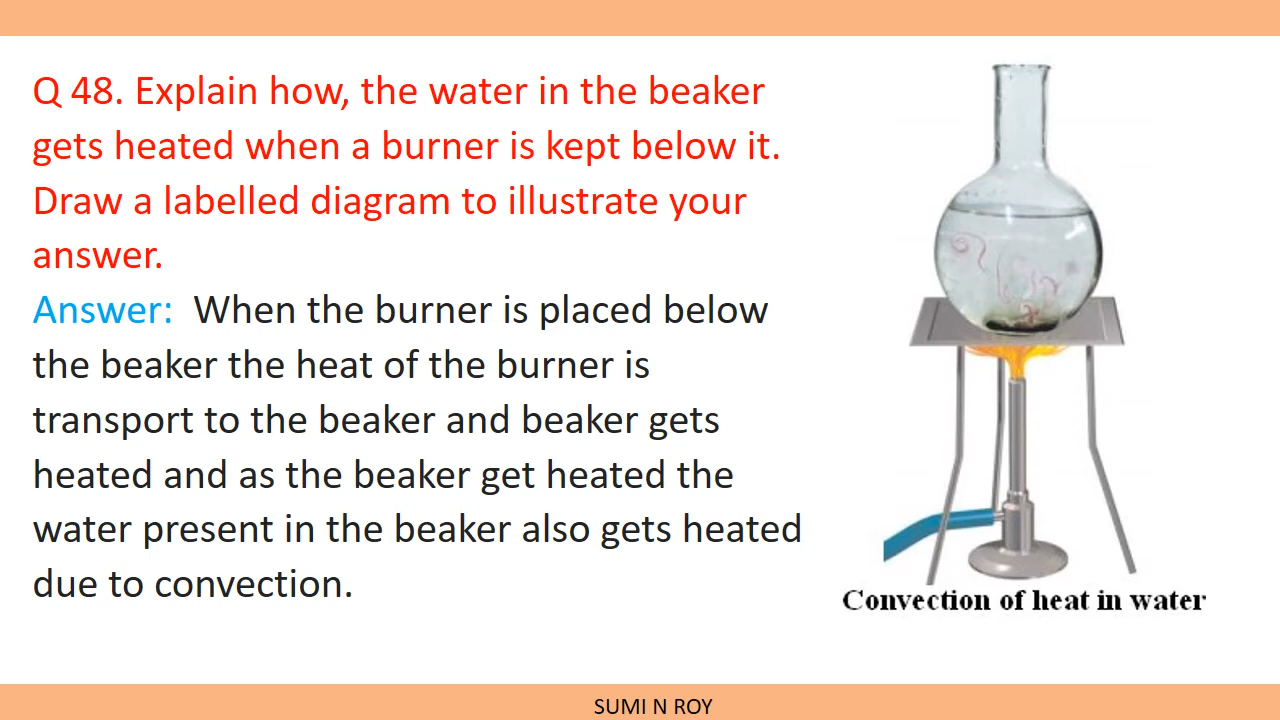 Q 48. Explain how, the water in the beaker
gets heated when a burner is kept below it.
Draw a labelled diagram to illustrate your
answer.
Answer:  When the burner is placed below
the beaker the heat of the burner is
transport to the beaker and beaker gets
heated and as the beaker get heated the
water present in the beaker also gets heated
due to convection.
Convection of heat in water
SUMI N ROY